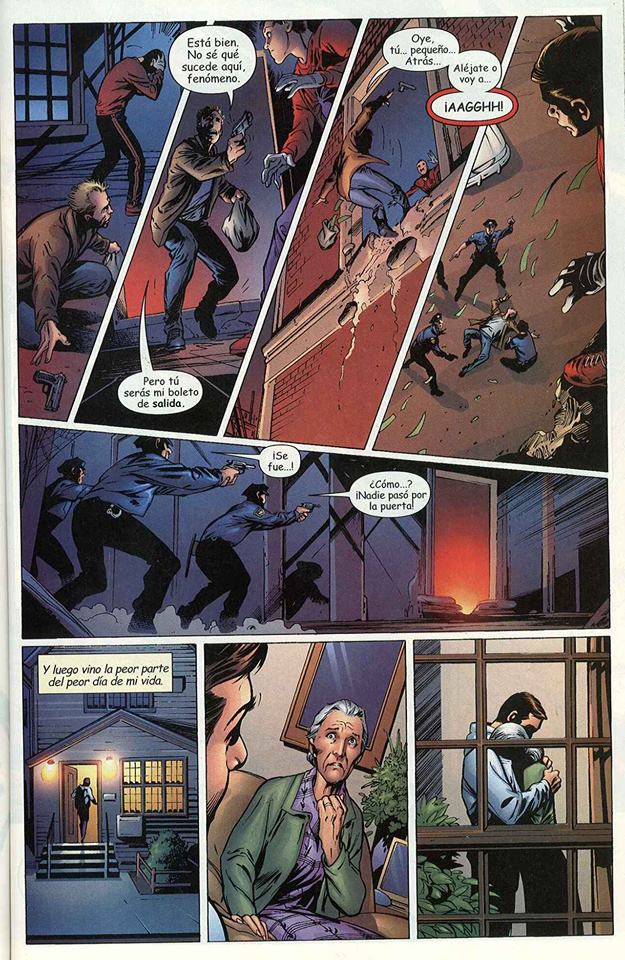 Está bien.
No sé qué
sucede aquí,
fenómeno.
Pero tú
serás mi boleto
de salida.
Oye,
tú... pequeño...
Atrás...
Aléjate o
voy a...
¡AAGGHH!
¡Se
fue...!
¿Cómo...?
¡Nadie pasó por
la puerta!
Y luego vino la peor parte
del peor día de mi vida.